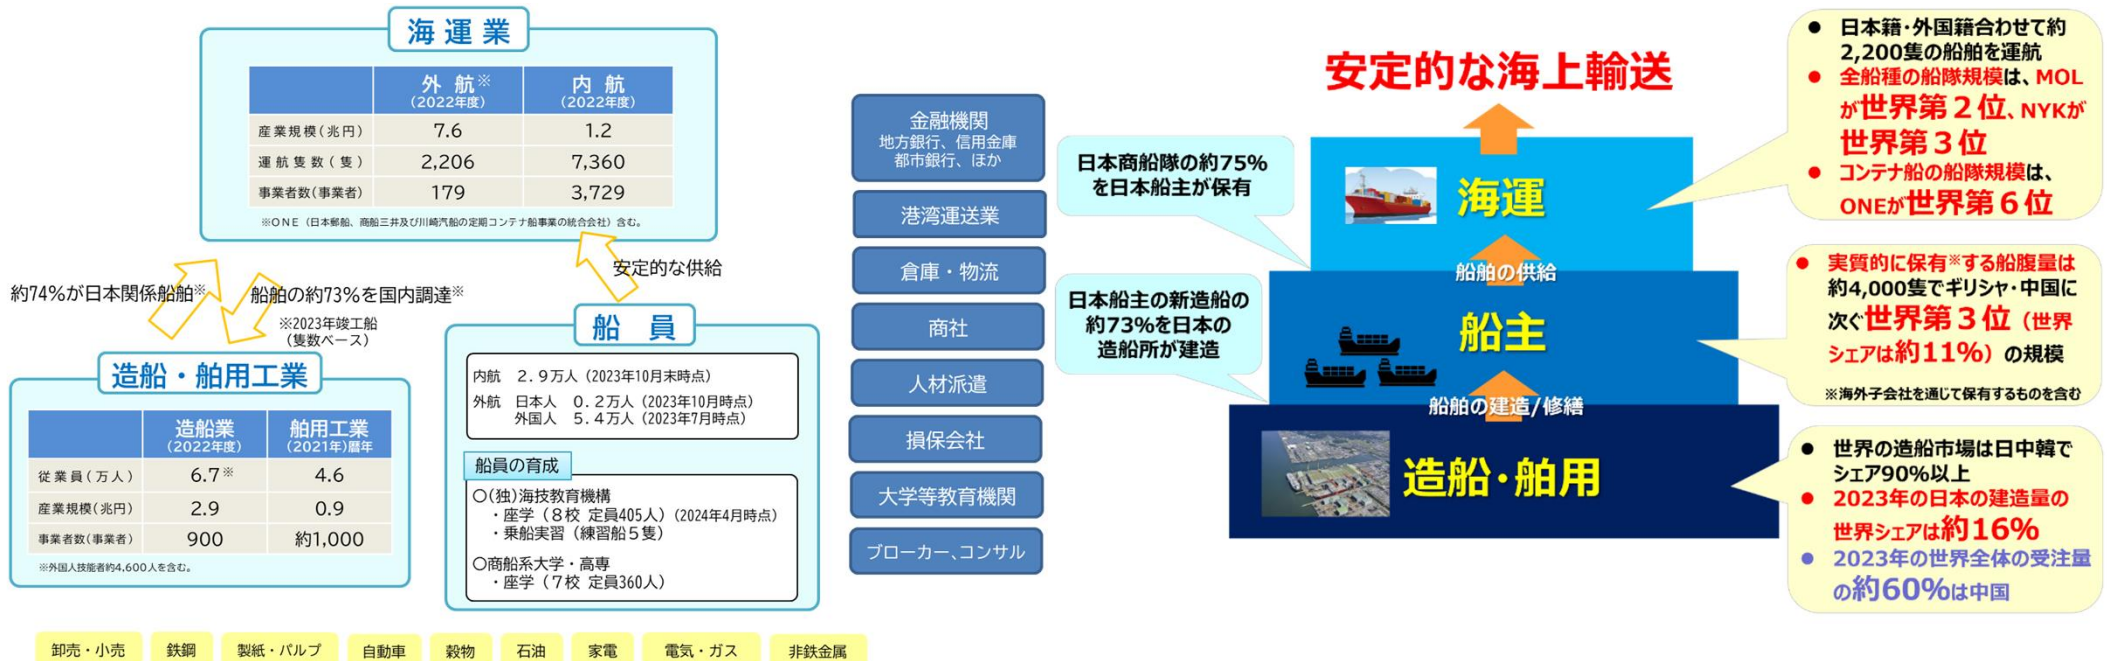 海運業
外 航※ 内 航
(2022年度) (2022年度)
産業規模(兆円) 7.6 1.2
運航隻数(隻) 2,206 7,360
事業者数(事業者) 179 3,729
※ONE(日本郵船、商船三井及び川崎汽船の定期コンテナ船事業の統合会社)含む。
約74%が日本関係船舶※
船舶の約73%を国内調達※
※2023年竣工船
(隻数ベース)
安定的な供給
造船・舶用工業
造船業 舶用工業
(2022年度) (2021年)暦年
従業員(万人) 6.7※ 4.6
産業規模(兆円) 2.9 0.9
事業者数(事業者) 900 約1,000
※外国人技能者約4,600人を含む。
船 員
内航 2.9万人(2023年10月末時点)
外航 日本人 0.2万人(2023年10月時点)
外国人 5.4万人(2023年7月時点)
船員の育成
○(独)海技教育機構
・座学(8校 定員405人)(2024年4月時点)
・乗船実習(練習船5隻)
○商船系大学・高専
・座学(7校 定員360人)
卸売・小売 鉄鋼 製紙・パルプ 自動車 穀物 石油 家電 電気・ガス 非鉄金属
金融機関
地方銀行、信用金庫
都市銀行、ほか
港湾運送業
倉庫・物流
商社
人材派遣
損保会社
大学等教育機関
ブローカー、コンサル
安定的な海上輸送
日本商船隊の約75%
を日本船主が保有
日本船主の新造船の
約73%を日本の
造船所が建造
海運
船舶の供給
船主
船舶の建造/修繕
造船・舶用
● 日本籍・外国籍合わせて約
2,200隻の船舶を運航
● 全船種の船隊規模は、MOL
が世界第2位、NYKが
世界第3位
● コンテナ船の船隊規模は、
ONEが世界第6位
● 実質的に保有※する船腹量は
約4,000隻でギリシャ・中国に
次ぐ世界第3位(世界
シェアは約11%)の規模
※海外子会社を通じて保有するものを含む
● 世界の造船市場は日中韓で
シェア90%以上
● 2023年の日本の建造量の
世界シェアは約16%
● 2023年の世界全体の受注量
の約60%は中国